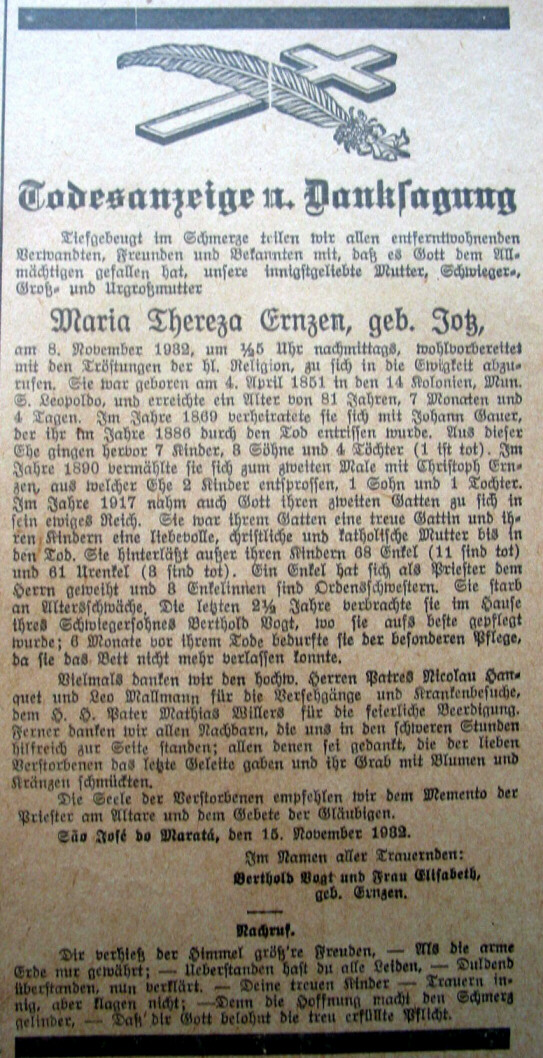 Todesanzeige u. Danksagung
Tiefgebeugt im Schmerze teilen wir allen entferntwohnenden
Verwandten, Freunden und Bekannten mit, daß es Gott dem All-
mächtigen gefallen hat, unsere innigstgeliebte Mutter, Schwieger-,
Groß- und Urgroßmutter
Maria Thereza Ernzen, geb. Jotz,
am 8. November 1932, um ½5 Uhr nachmittags, wohlvorbereitet
mit den Tröstungen der hl. Religion, zu sich in die Ewigkeit abzu-
rufen. Sie war geboren am 4. April 1851 in den 14 Kolonien, Mun.
S. Leopoldo, und erreichte ein Alter von 81 Jahren, 7 Monaten und
4 Tagen. Im Jahre 1869 verheiratete sie sich mit Johann Gauer,
der ihr im Jahre 1886 durch den Tod entrissen wurde. Aus dieser
Ehe gingen hervor 7 Kinder, 3 Söhne und 4 Töchter (1 ist tot). Im
Jahre 1890 vermählte sie sich zum zweiten Male mit Christoph Ern-
zen, aus welcher Ehe 2 Kinder entsprossen, 1 Sohn und 1 Tochter.
Im Jahre 1917 nahm auch Gott ihren zweiten Gatten zu sich in
sein ewiges Reich. Sie war ihrem Gatten eine treue Gattin und ih-
ren Kindern eine liebevolle, christliche und katholische Mutter bis in
den Tod. Sie hinterläßt außer ihren Kindern 68 Enkel (11 sind tot)
und 61 Urenkel (3 sind tot). Ein Enkel hat sich als Priester dem
Herrn geweiht und 8 Enkelinnen sind Ordensschwestern. Sie starb
an Altersschwäche. Die letzten 2½ Jahre verbrachte sie im Hause
ihres Schwiegersohnes Berthold Vogt, wo sie aufs beste gepflegt
wurde; 6 Monate vor ihrem Tode bedurfte sie der besonderen Pflege,
da sie das Bett nicht mehr verlassen konnte.
Vielmals danken wir den hochw. Herren Patres Nicolau Han-
quet und Leo Mallmann für die Versehgänge und Krankenbesuche,
dem H. H. Pater Mathias Willers für die feierliche Beerdigung.
Ferner danken wir allen Nachbarn, die uns in den schweren Stunden
hilfreich zur Seite standen; allen denen sei gedankt, die der lieben
Verstorbenen das letzte Geleite gaben und ihr Grab mit Blumen und
Kränzen schmückten.
Die Seele der Verstorbenen empfehlen wir dem Memento der
Priester am Altare und dem Gebete der Gläubigen.
São José do Maratá, den 15. November 1932.
Im Namen aller Trauernden:
Berthold Vogt und Frau Elisabeth,
geb. Ernzen.
Nachruf.
Dir verhieß der Himmel größ're Freuden, — Als die arme
Erde nur gewährt; — Ueberstanden hast du alle Leiden, — Duldend
überstanden, nun verklärt. — Deine treuen Kinder — Trauern in-
nig, aber klagen nicht; —Denn die Hoffnung macht den Schmerz
gelinder, — Daß dir Gott belohnt die treu erfüllte Pflicht.